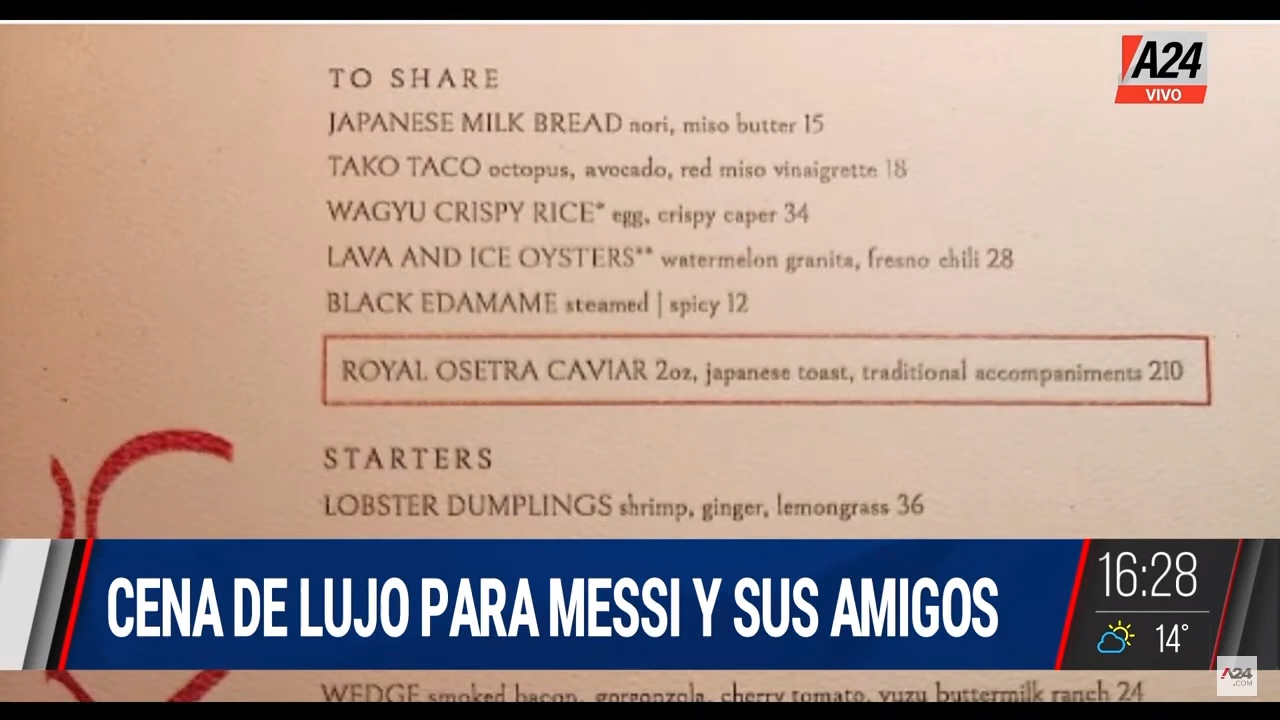 A24
VIVO
TO SHARE
JAPANESE MILK BREAD nori, miso butter 15
TAKO TACO octopus, avocado, red miso vinaigrette 18
WAGYU CRISPY RICE* egg, crispy caper 34
LAVA AND ICE OYSTERS** watermelon granita, fresno chili 28
BLACK EDAMAME steamed | spicy 12
ROYAL OSETRA CAVIAR 2oz, japanese toast, traditional accompaniments 210
STARTERS
LOBSTER DUMPLINGS shrimp, ginger, lemongrass 36
CENA DE LUJO PARA MESSI Y SUS AMIGOS
16:28
14°
WEDGE smoked bacon, gorgonzola, cherry tomato, yuzu buttermilk ranch 24
A24
.COM